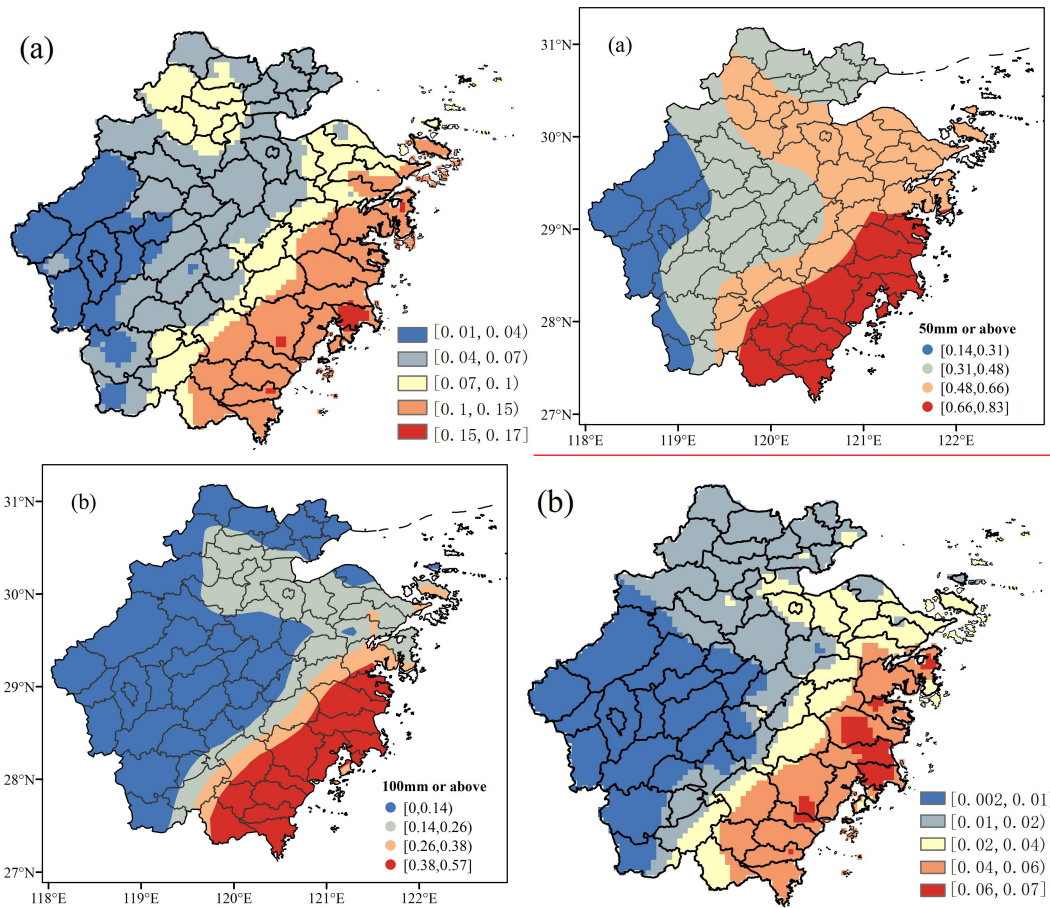 (a)
[0.01, 0.04)
[0.04, 0.07)
[0.07, 0.1)
[0.1, 0.15)
[0.15, 0.17]
(a)
31°N
30°N
29°N
28°N
27°N
50mm or above
[0.14,0.31)
[0.31,0.48)
[0.48,0.66)
[0.66,0.83]
118°E
119°E
120°E
121°E
122°E
(b)
31°N
30°N
29°N
28°N
27°N
100mm or above
[0,0.14)
[0.14,0.26)
[0.26,0.38)
[0.38,0.57]
118°E
119°E
120°E
121°E
122°E
(b)
[0.002, 0.01]
[0.01, 0.02)
[0.02, 0.04)
[0.04, 0.06)
[0.06, 0.07]